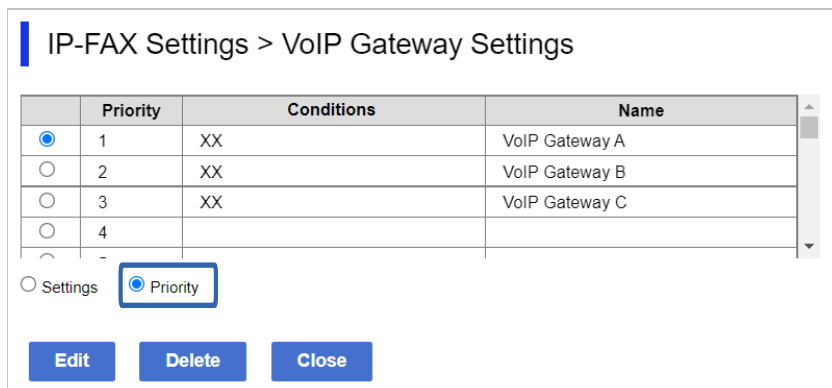 IP-FAX Settings > VoIP Gateway Settings
Priority Conditions Name
1 XX VoIP Gateway A
2 XX VoIP Gateway B
3 XX VoIP Gateway C
4
Settings Priority
Edit Delete Close